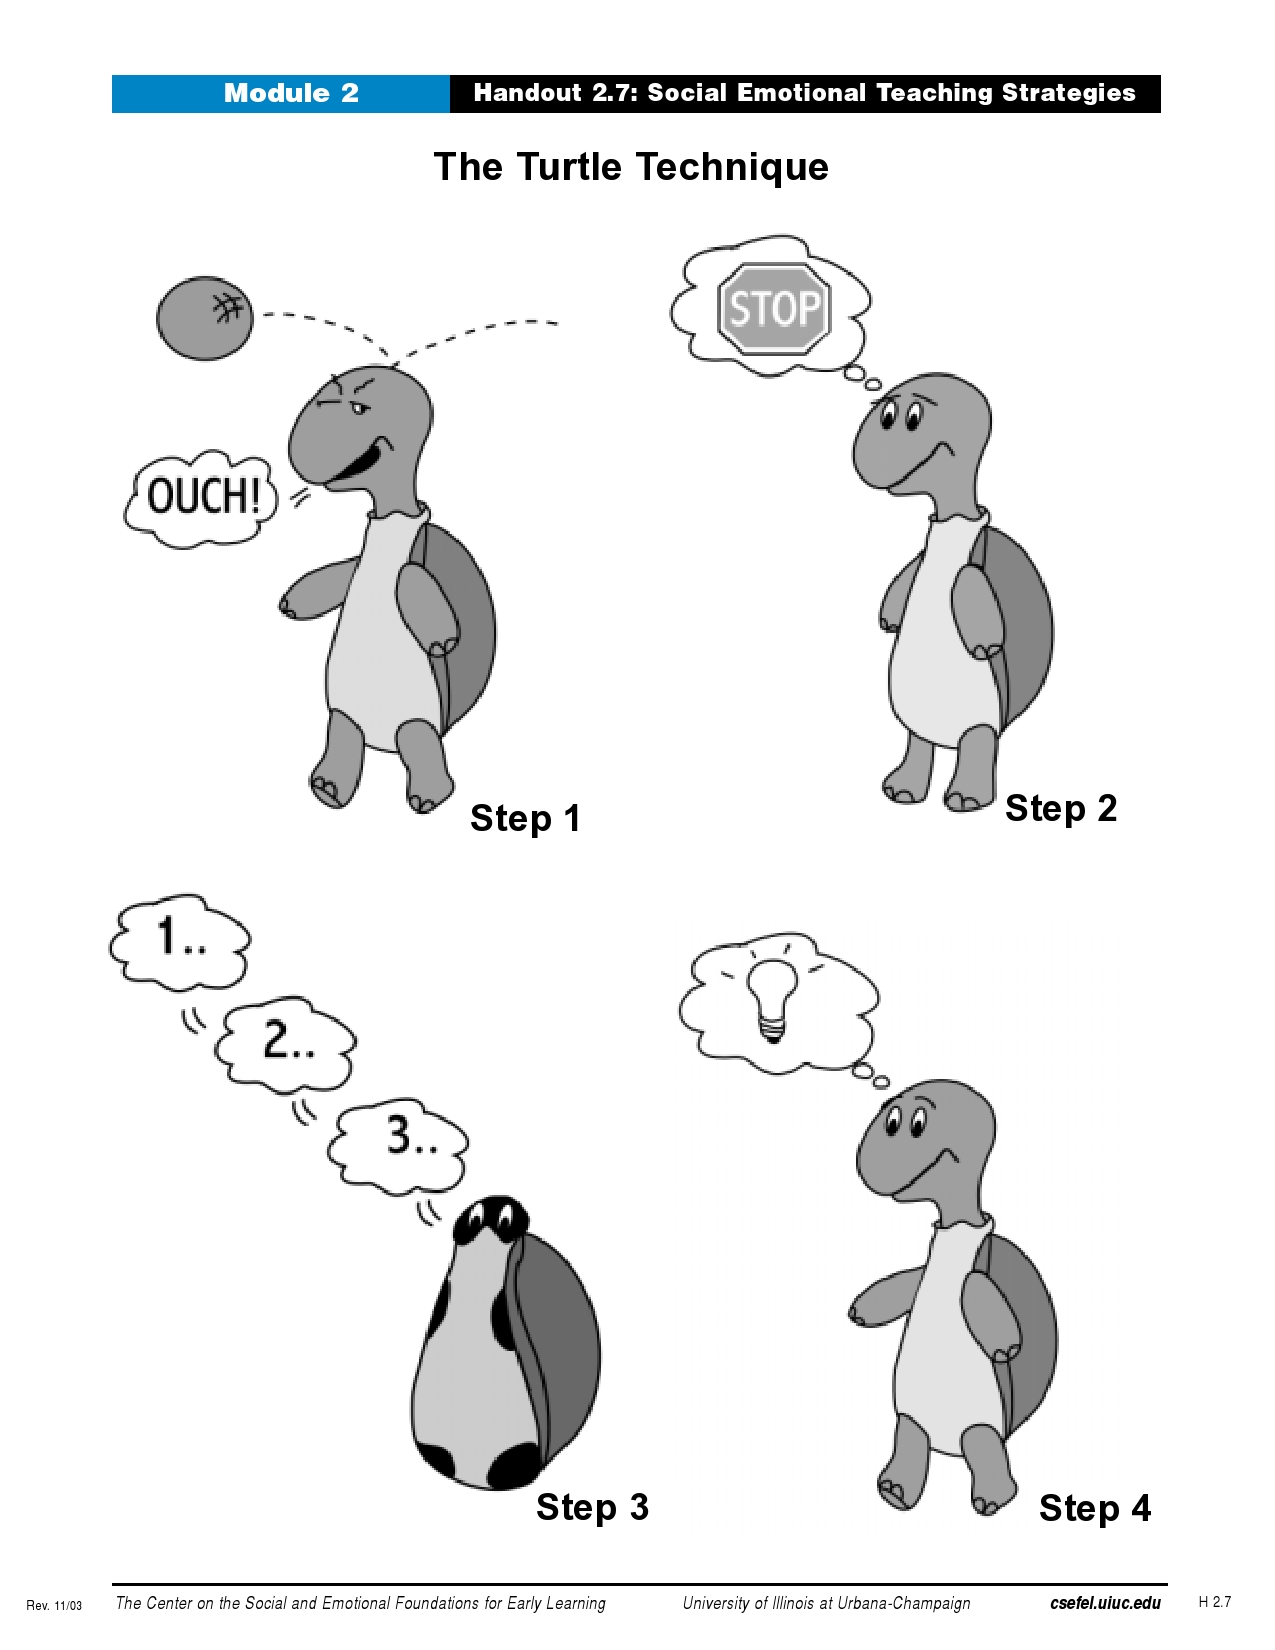 Module 2
Handout 2.7: Social Emotional Teaching Strategies
The Turtle Technique
STOP
OUCH!
Step 1
Step 2
1..
2..
3..
Step 3
Step 4
Rev. 11/03
The Center on the Social and Emotional Foundations for Early Learning
University of Illinois at Urbana-Champaign
csefel.uiuc.edu
H 2.7